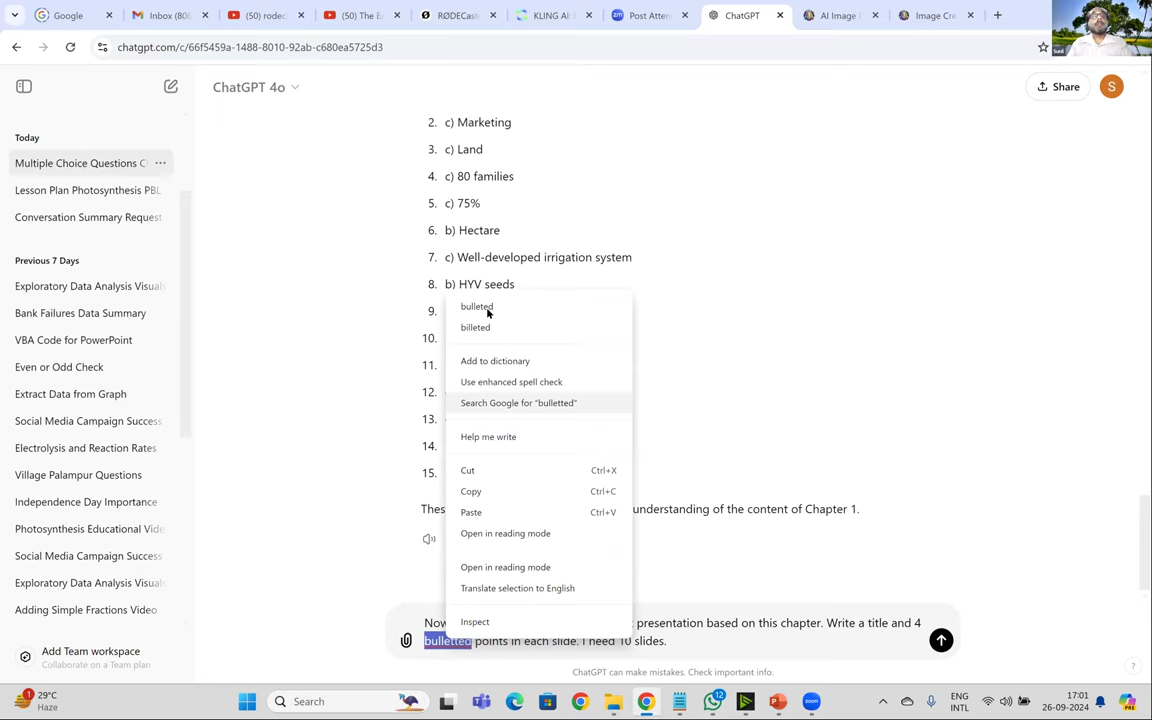 Google
Inbox (806
(50) rodec
(50) The E
RØDECast
KLING AI:
Post Atten
ChatGPT
AI Image
Image Cre
chatgpt.com/c/66f5459a-1488-8010-92ab-c680ea5725d3
Sunil
ChatGPT 4o
Share
S
Today
Multiple Choice Questions C
Lesson Plan Photosynthesis PBL
Conversation Summary Request
Previous 7 Days
Exploratory Data Analysis Visual
Bank Failures Data Summary
VBA Code for PowerPoint
Even or Odd Check
Extract Data from Graph
Social Media Campaign Success
Electrolysis and Reaction Rates
Village Palampur Questions
Independence Day Importance
Photosynthesis Educational Vide
Social Media Campaign Success
Exploratory Data Analysis Visual
Adding Simple Fractions Video
Add Team workspace
Collaborate on a Team plan
2. c) Marketing
3. c) Land
4. c) 80 families
5. c) 75%
6. b) Hectare
7. c) Well-developed irrigation system
8. b) HYV seeds
9.
10.
11.
12.
13.
14.
15.
Thes
understanding of the content of Chapter 1.
bulleted
billeted
Add to dictionary
Use enhanced spell check
Search Google for "bulletted"
Help me write
Cut Ctrl+X
Copy Ctrl+C
Paste Ctrl+V
Open in reading mode
Open in reading mode
Translate selection to English
Inspect
Now presentation based on this chapter. Write a title and 4
bulletted points in each slide. I need 10 slides.
ChatGPT can make mistakes. Check important info.
?
1
29°C
Haze
Search
12
ENG
INTL
17:01
26-09-2024